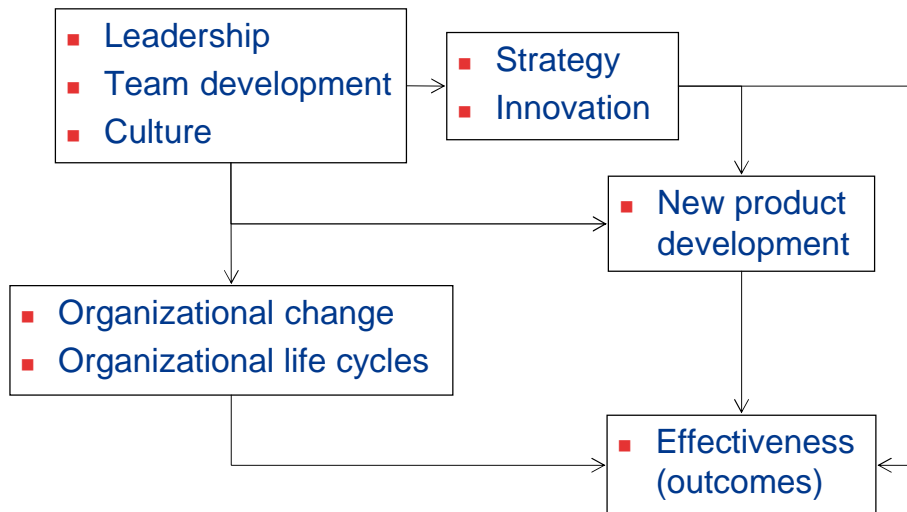 Leadership
Team development
Culture
Strategy
Innovation
New product
development
Organizational change
Organizational life cycles
Effectiveness
(outcomes)